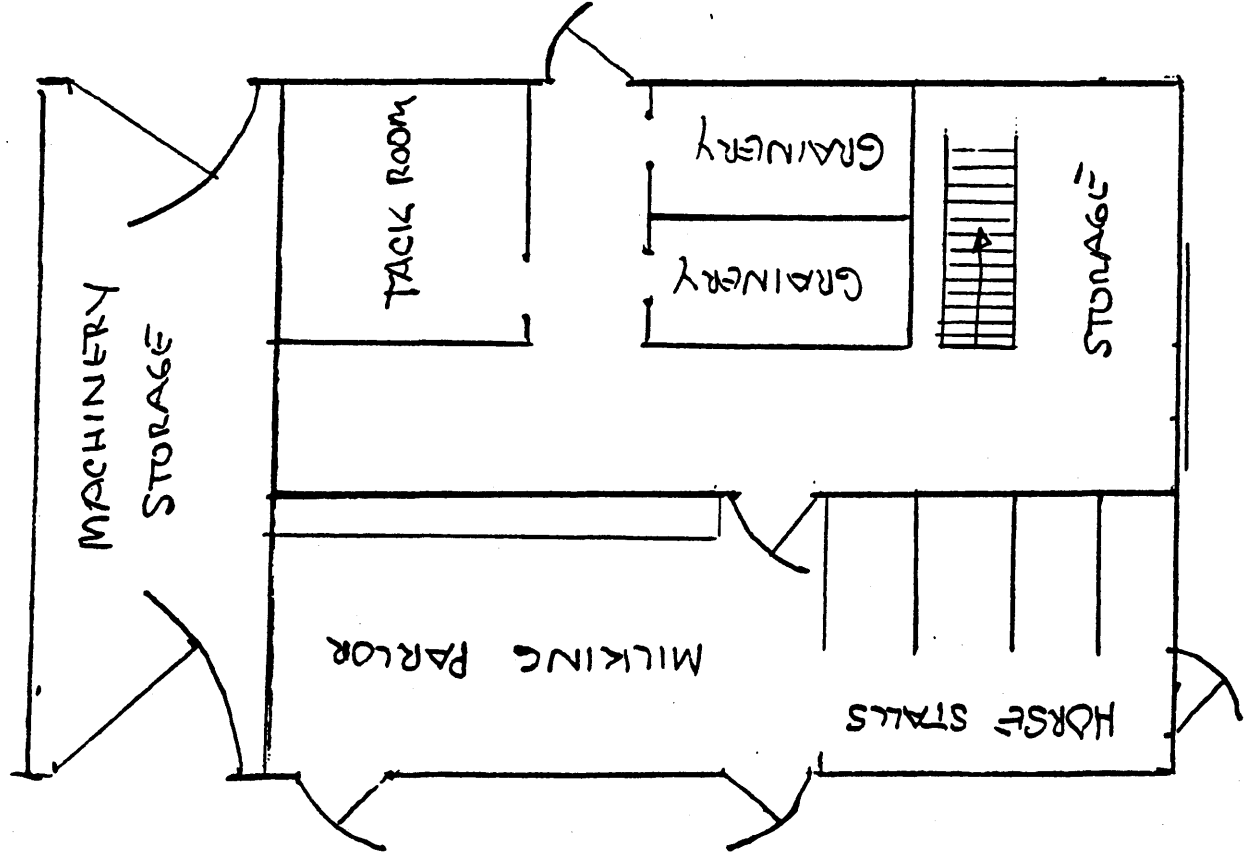 TACK ROOM
GRAINERY
GRAINERY
STORAGE
MACHINERY
STORAGE
MILKING PARLOR
HORSE STALLS